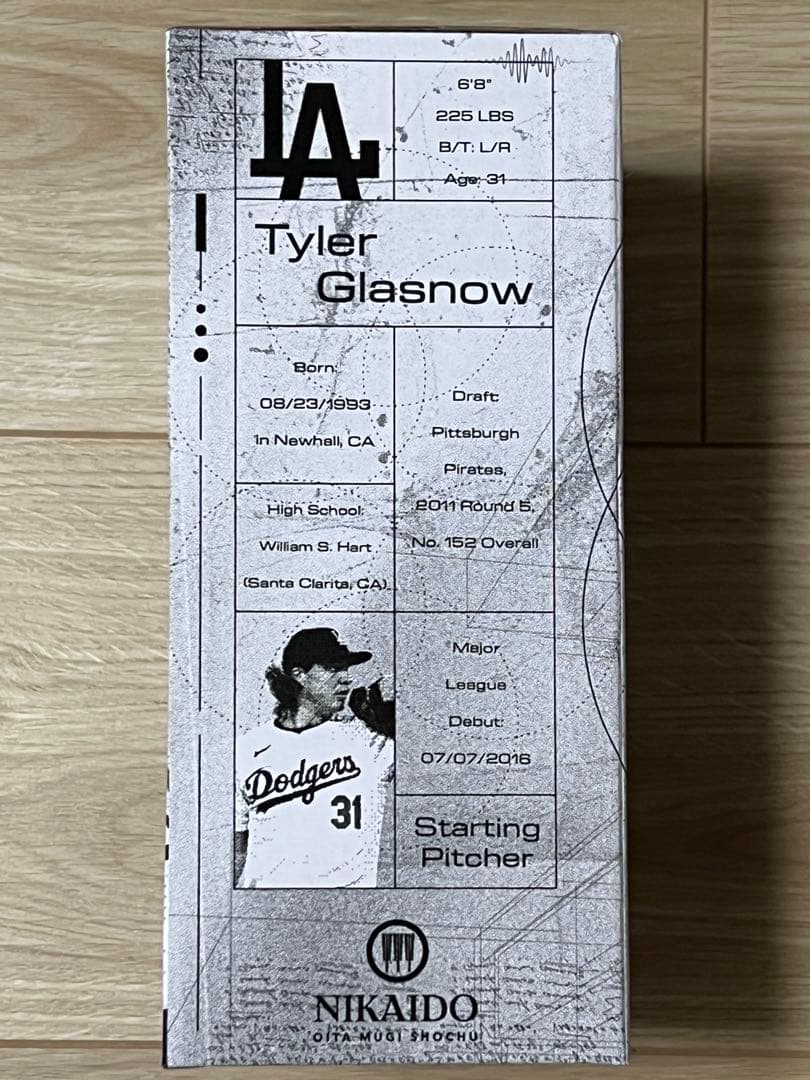 LA
6'8"
225 LBS
B/T: L/R
Age: 31
Tyler
Glasnow
Born:
08/23/1993
in Newhall, CA
Draft:
Pittsburgh
Pirates,
2011 Round 5,
No. 152 Overall
High School:
William S. Hart
(Santa Clarita, CA)
Major
League
Debut:
07/07/2016
Dodgers
31
Starting
Pitcher
NIKAIDO
OITA MUGI SHOCHU